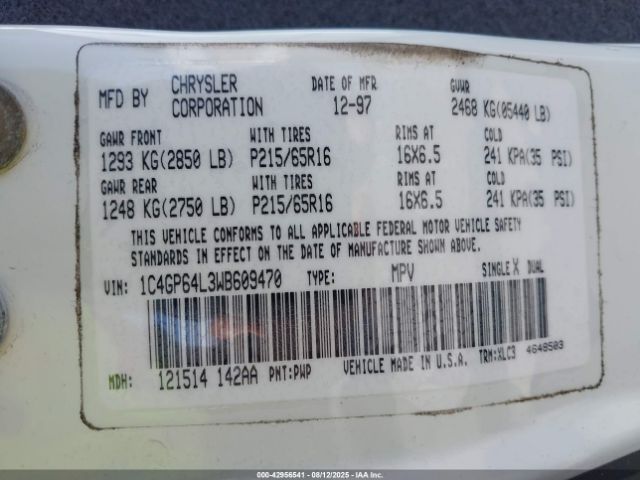 MFD BY CHRYSLER CORPORATION DATE OF MFR 12-97 GVWR 2468 KG(05440 LB)
GAWR FRONT WITH TIRES RIMS AT COLD
1293 KG(2850 LB) P215/65R16 16X6.5 241 KPA(35 PSI)
GAWR REAR WITH TIRES RIMS AT COLD
1248 KG(2750 LB) P215/65R16 16X6.5 241 KPA(35 PSI)
THIS VEHICLE CONFORMS TO ALL APPLICABLE FEDERAL MOTOR VEHICLE SAFETY
STANDARDS IN EFFECT ON THE DATE OF MANUFACTURE SHOWN ABOVE.
VIN: 1C4GP64L3WB609470 TYPE: MPV SINGLE X DUAL
MDH: 121514 142AA PNT:PWP VEHICLE MADE IN U.S.A. TRM:XLC3 4648503
000-42956541 - 08/12/2025 - IAAI.COM